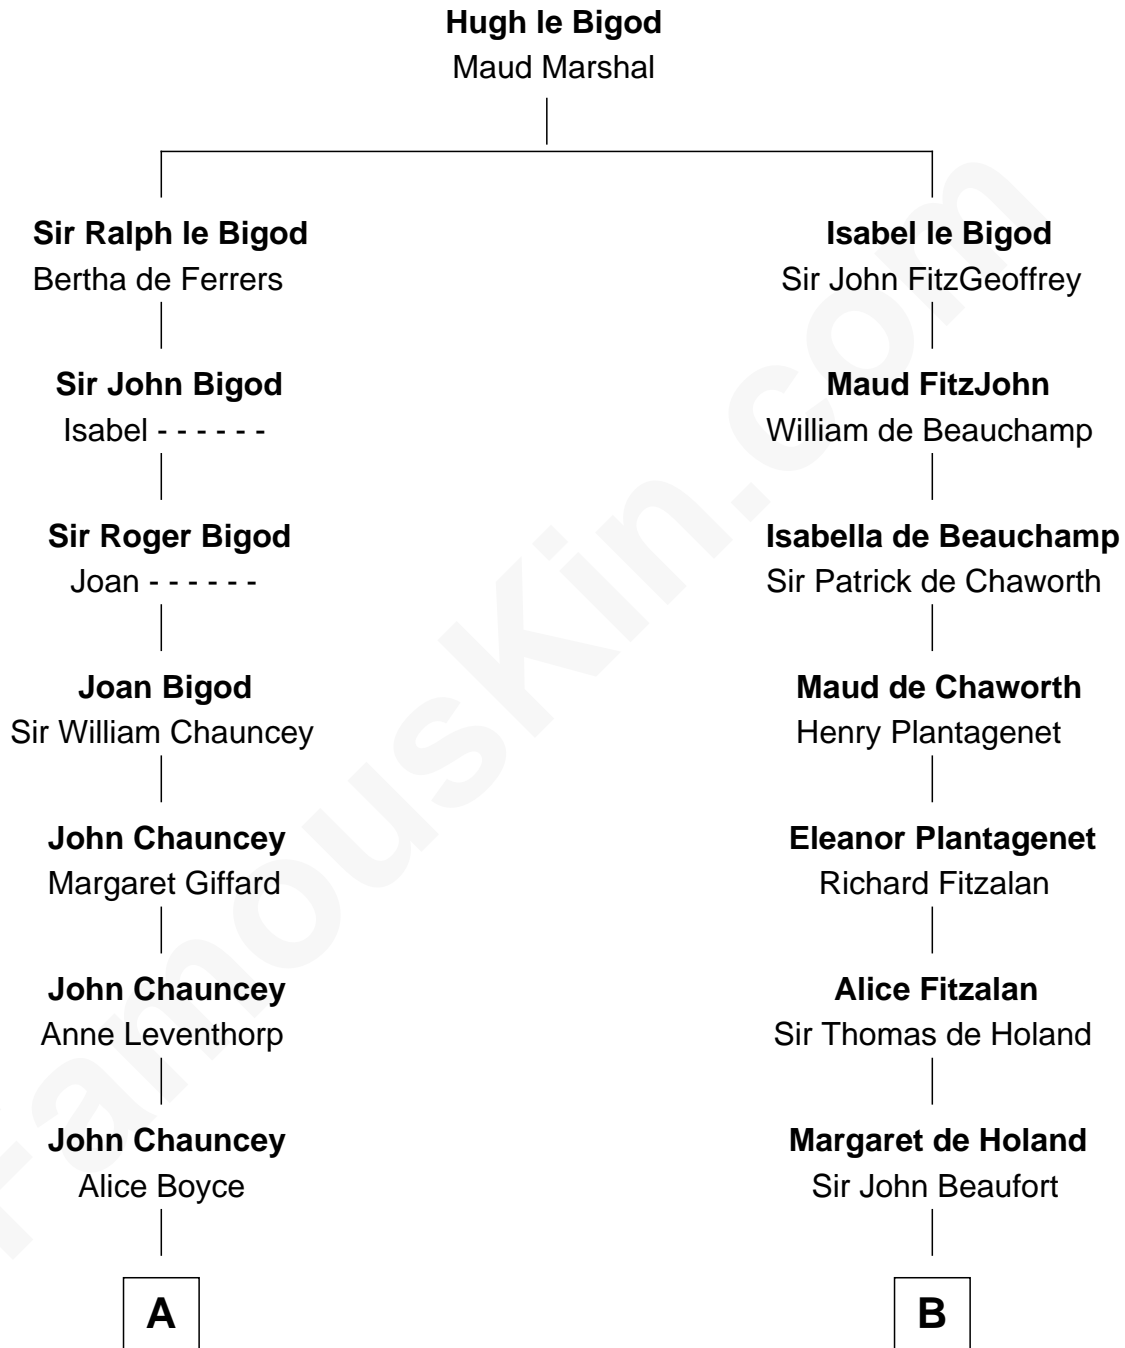 Hugh le Bigod
Maud Marshal
Sir Ralph le Bigod
Bertha de Ferrers
Sir John Bigod
Isabel - - - - - -
Sir Roger Bigod
Joan - - - - - -
Joan Bigod
Sir William Chauncey
John Chauncey
Margaret Giffard
John Chauncey
Anne Leventhorp
John Chauncey
Alice Boyce
A
Isabel le Bigod
Sir John FitzGeoffrey
Maud FitzJohn
William de Beauchamp
Isabella de Beauchamp
Sir Patrick de Chaworth
Maud de Chaworth
Henry Plantagenet
Eleanor Plantagenet
Richard Fitzalan
Alice Fitzalan
Sir Thomas de Holand
Margaret de Holand
Sir John Beaufort
B
FamousKin.com